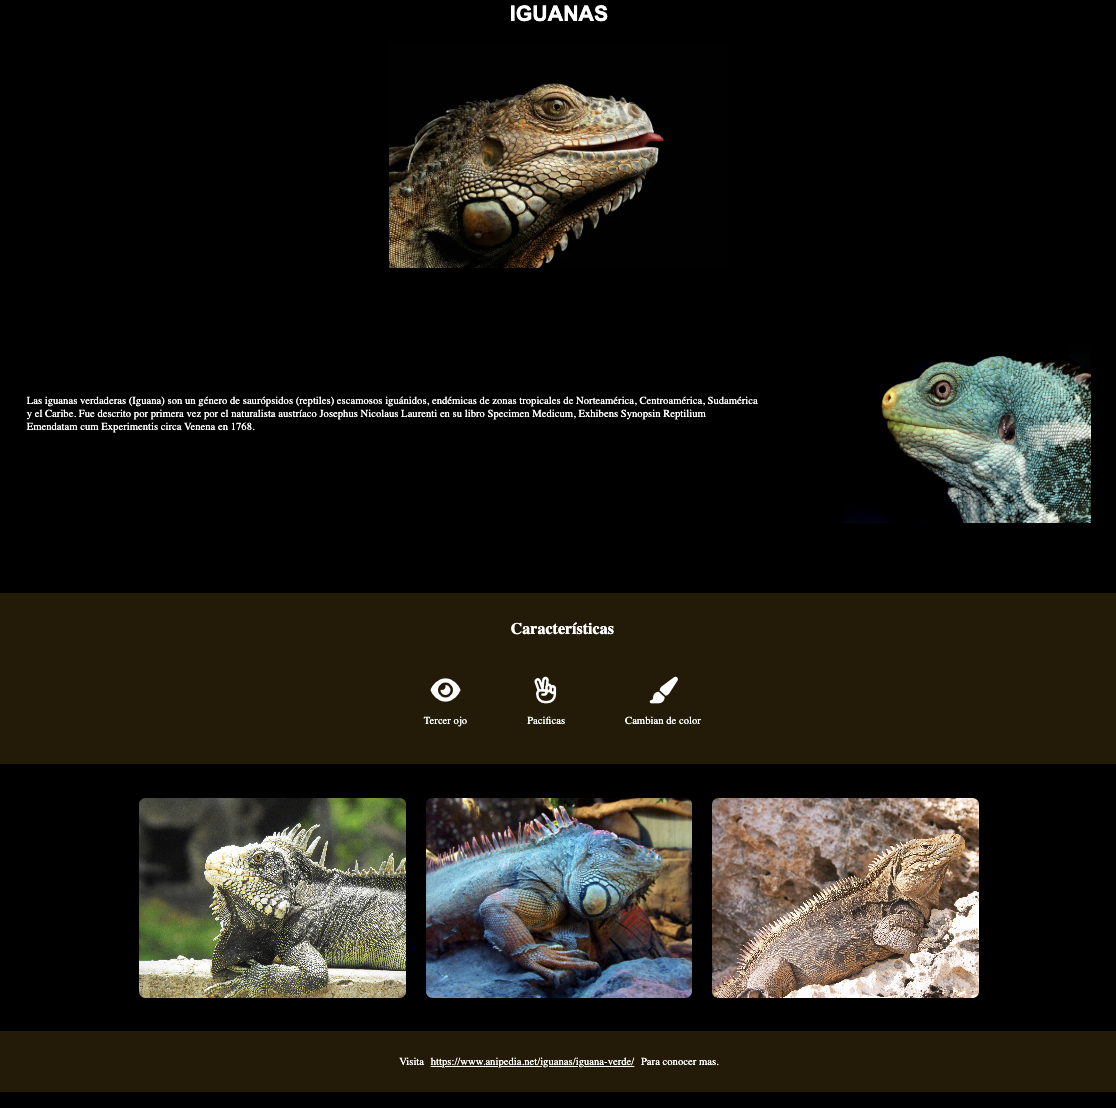 IGUANAS
Las iguanas verdaderas (Iguana) son un género de saurópsidos (reptiles) escamosos iguánidos, endémicas de zonas tropicales de Norteamérica, Centroamérica, Sudamérica
y el Caribe. Fue descrito por primera vez por el naturalista austríaco Josephus Nicolaus Laurenti en su libro Specimen Medicum, Exhibens Synopsin Reptilium
Emendatam cum Experimentis circa Venena en 1768.
Características
Tercer ojo
Pacificas
Cambian de color
Visita https://www.anipedia.net/iguanas/iguana-verde/ Para conocer mas.